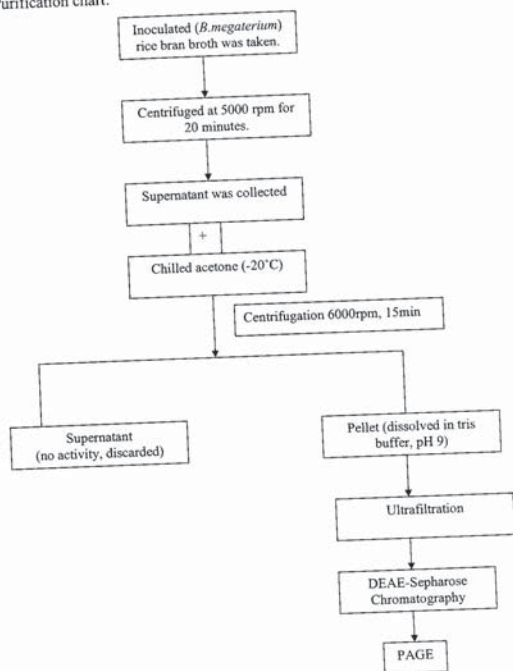 Purification chart:
Inoculated (B.megaterium)
rice bran broth was taken.
Centrifuged at 5000 rpm for
20 minutes.
Supernatant was collected
+
Chilled acetone (-20°C)
Centrifugation 6000rpm, 15min
Supernatant
(no activity, discarded)
Pellet (dissolved in tris
buffer, pH 9)
Ultrafiltration
DEAE-Sepharose
Chromatography
PAGE